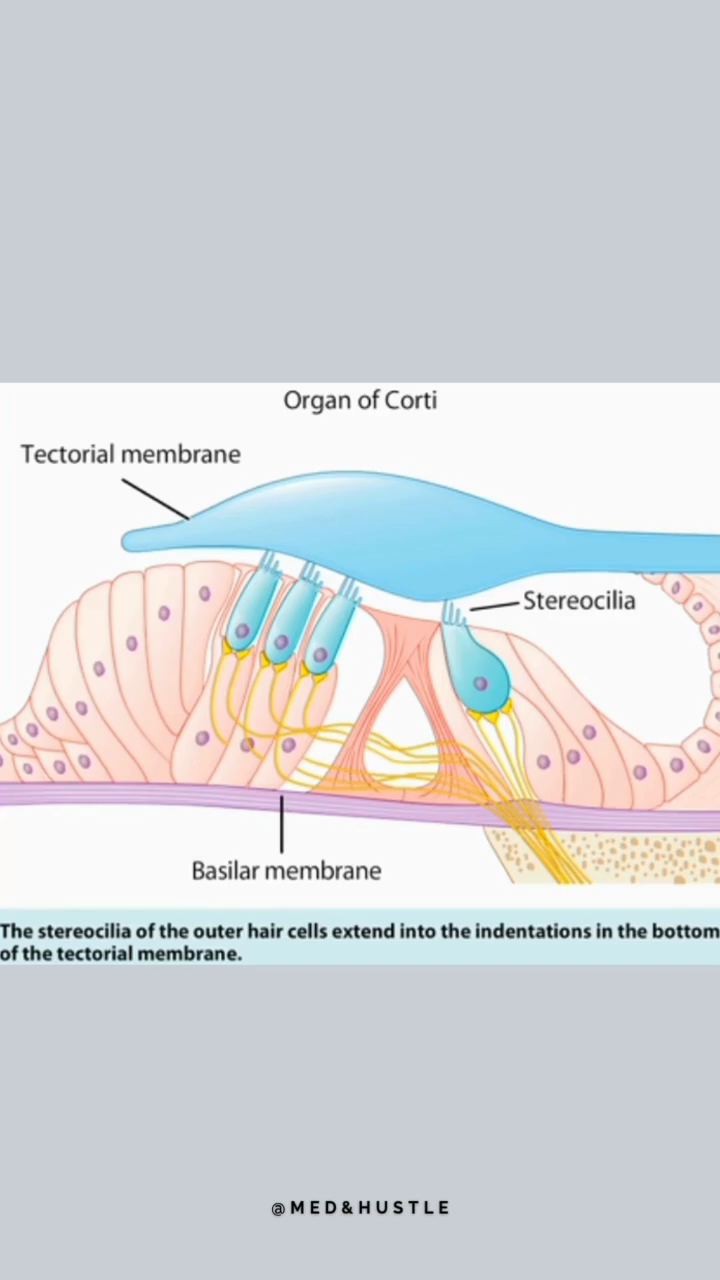 Organ of Corti
Tectorial membrane
Stereocilia
Basilar membrane
The stereocilia of the outer hair cells extend into the indentations in the bottom
of the tectorial membrane.
@MED&HUSTLE